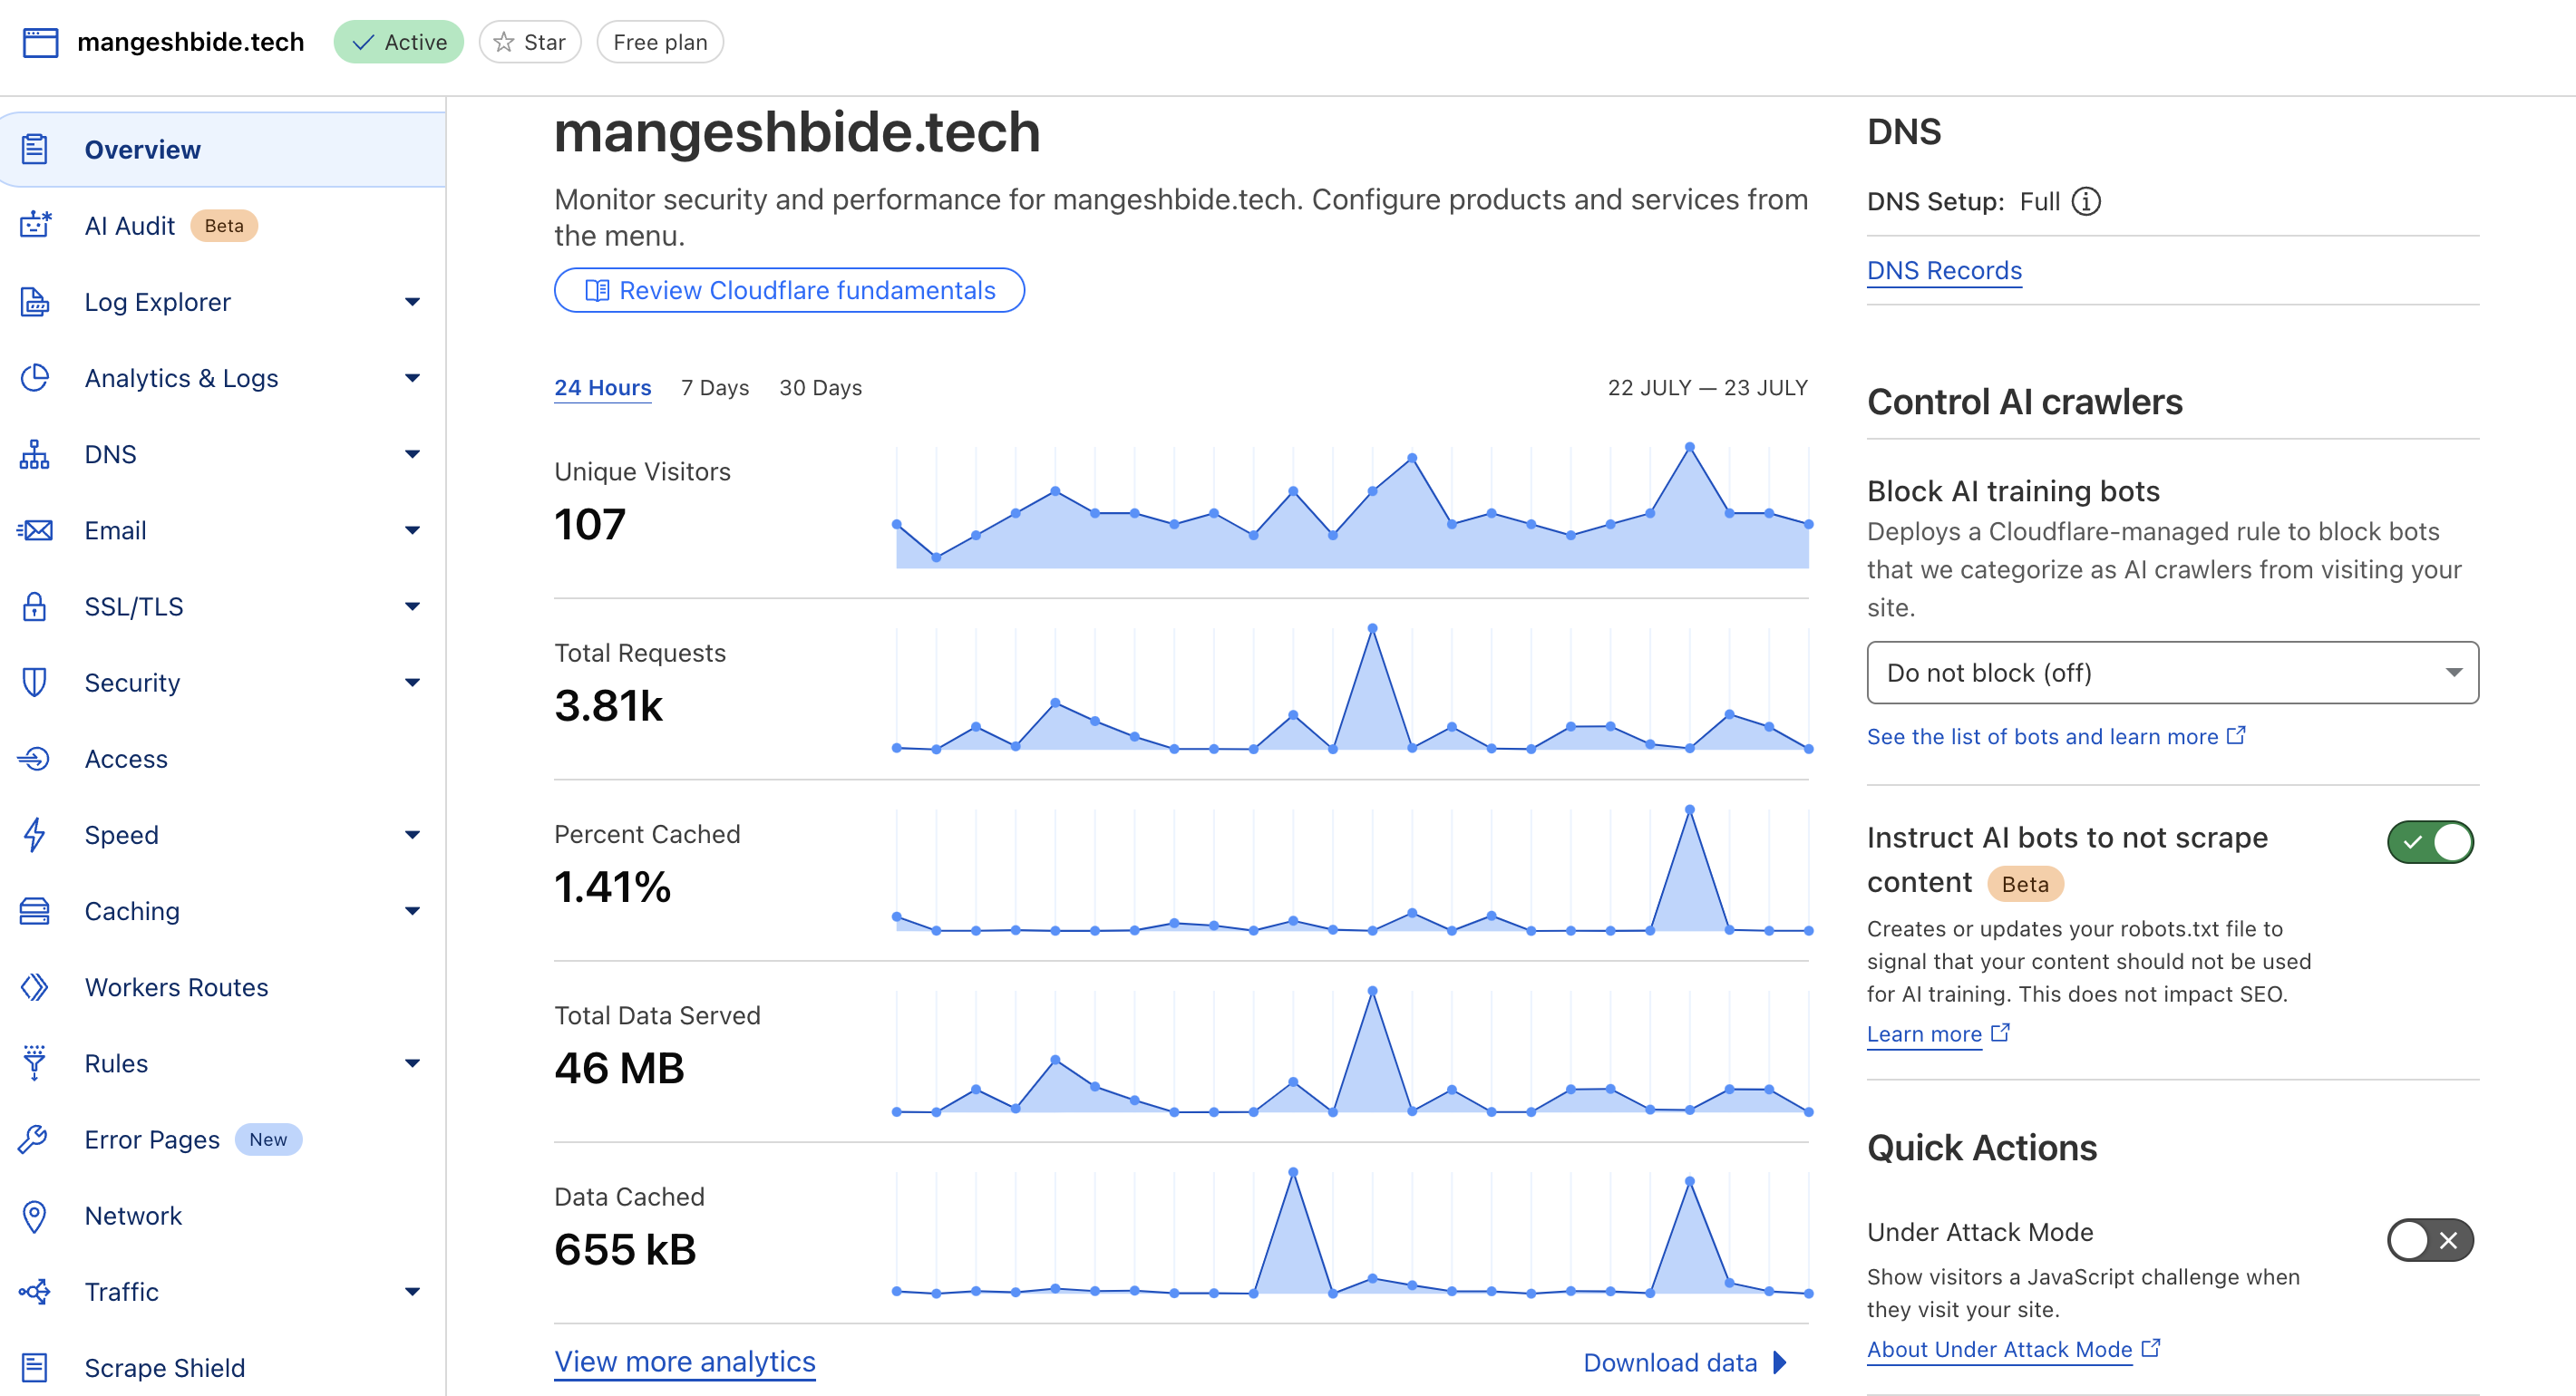 mangeshbide.tech
Active
Star
Free plan
Overview
AI Audit Beta
Log Explorer
Analytics & Logs
DNS
Email
SSL/TLS
Security
Access
Speed
Caching
Workers Routes
Rules
Error Pages New
Network
Traffic
Scrape Shield
mangeshbide.tech
Monitor security and performance for mangeshbide.tech. Configure products and services from
the menu.
Review Cloudflare fundamentals
24 Hours 7 Days 30 Days 22 JULY — 23 JULY
Unique Visitors
107
Total Requests
3.81k
Percent Cached
1.41%
Total Data Served
46 MB
Data Cached
655 kB
View more analytics
Download data
DNS
DNS Setup: Full
DNS Records
Control AI crawlers
Block AI training bots
Deploys a Cloudflare-managed rule to block bots
that we categorize as AI crawlers from visiting your
site.
Do not block (off)
See the list of bots and learn more
Instruct AI bots to not scrape
content Beta
Creates or updates your robots.txt file to
signal that your content should not be used
for AI training. This does not impact SEO.
Learn more
Quick Actions
Under Attack Mode
Show visitors a JavaScript challenge when
they visit your site.
About Under Attack Mode